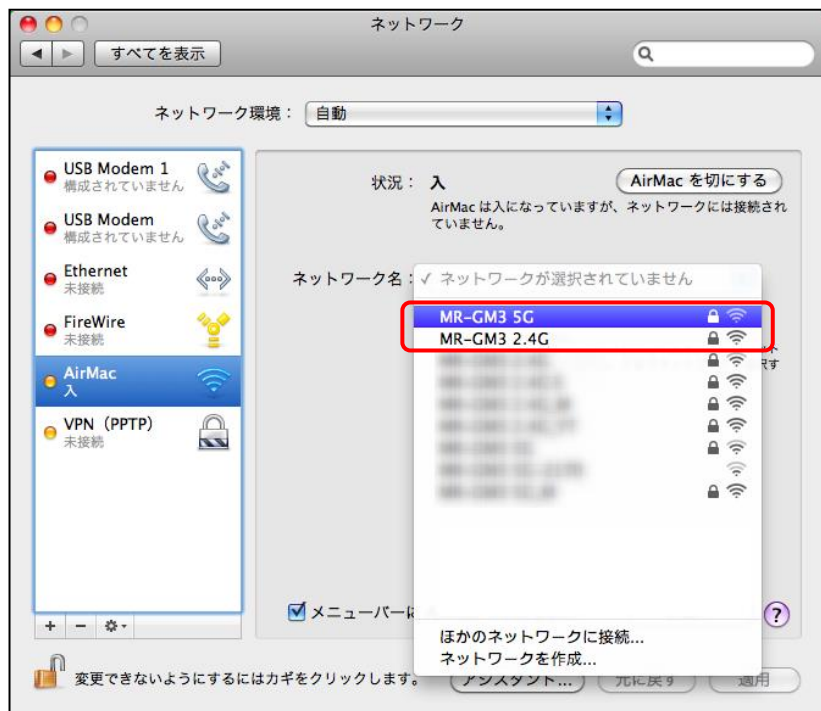 ネットワーク
すべてを表示
ネットワーク環境： 自動
USB Modem 1
構成されていません
USB Modem
構成されていません
Ethernet
未接続
FireWire
未接続
AirMac
入
VPN（PPTP）
未接続
状況： 入
AirMac を切にする
AirMac は入になっていますが、ネットワークには接続され
ていません。
ネットワーク名： ✓ ネットワークが選択されていません
MR-GM3 5G
MR-GM3 2.4G
ト
択す
メニューバーに
ほかのネットワークに接続...
ネットワークを作成...
+ −
?
変更できないようにするにはカギをクリックします。
アシスタント... 元に戻す 適用